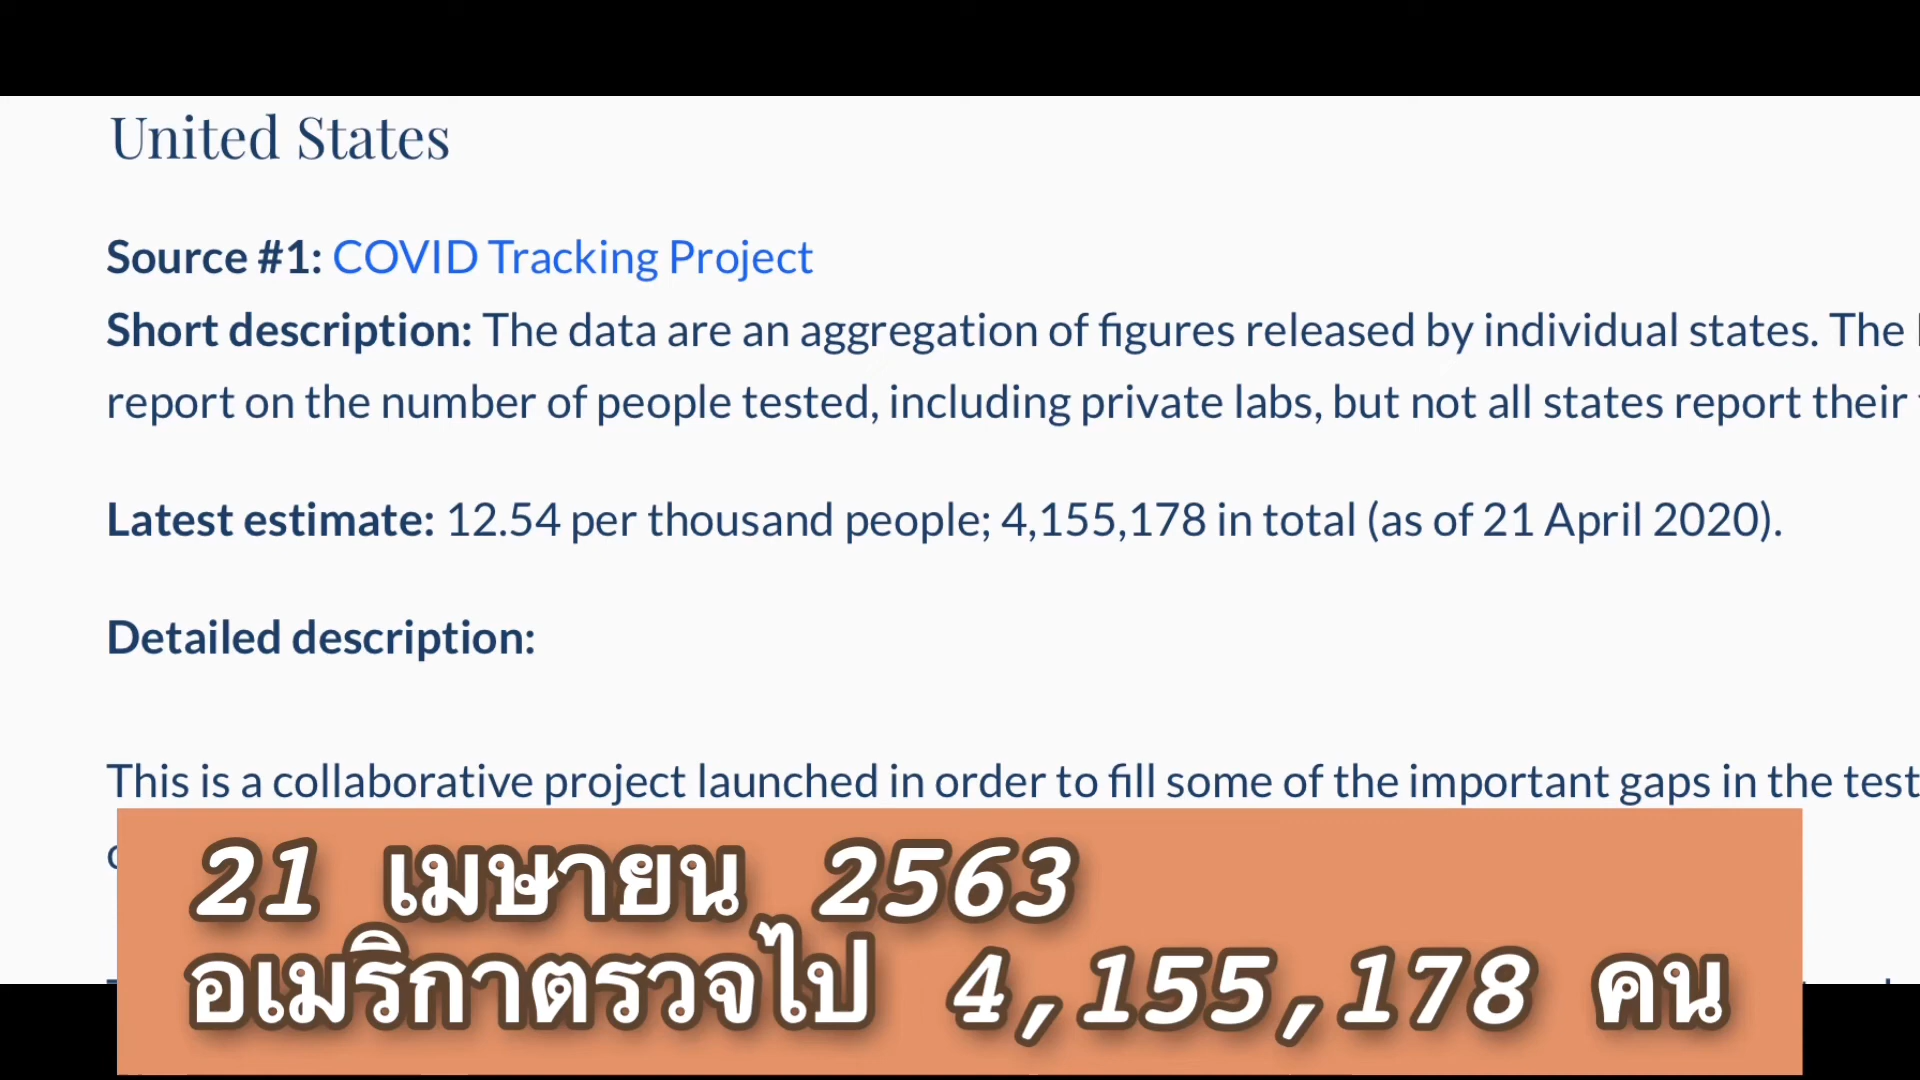 United States
Source #1: COVID Tracking Project
Short description: The data are an aggregation of figures released by individual states. The
report on the number of people tested, including private labs, but not all states report their
Latest estimate: 12.54 per thousand people; 4,155,178 in total (as of 21 April 2020).
Detailed description:
This is a collaborative project launched in order to fill some of the important gaps in the test
21 เมษายน 2563
อเมริกาตรวจไป 4,155,178 คน